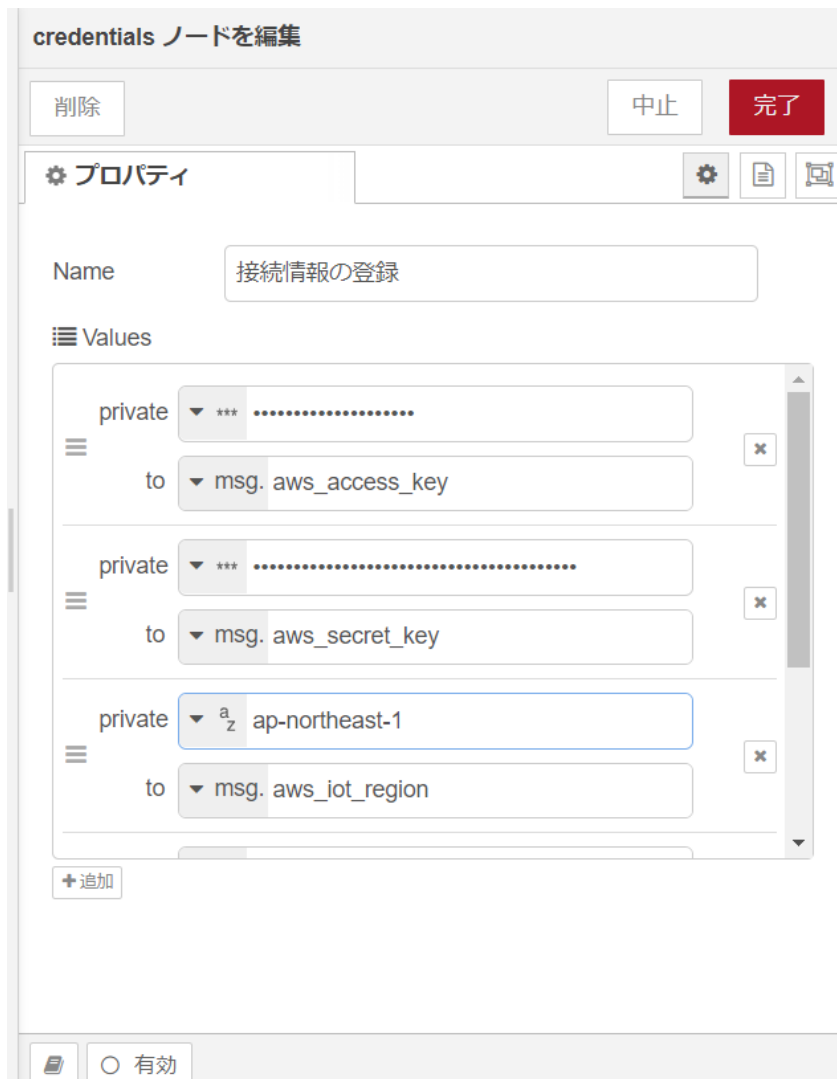 credentials ノードを編集
削除 中止 完了
プロパティ
Name 接続情報の登録
Values
private *** ••••••••••••••••••••
to msg. aws_access_key
private *** ••••••••••••••••••••••••••••••••••••••••
to msg. aws_secret_key
private az ap-northeast-1
to msg. aws_iot_region
+追加
有効